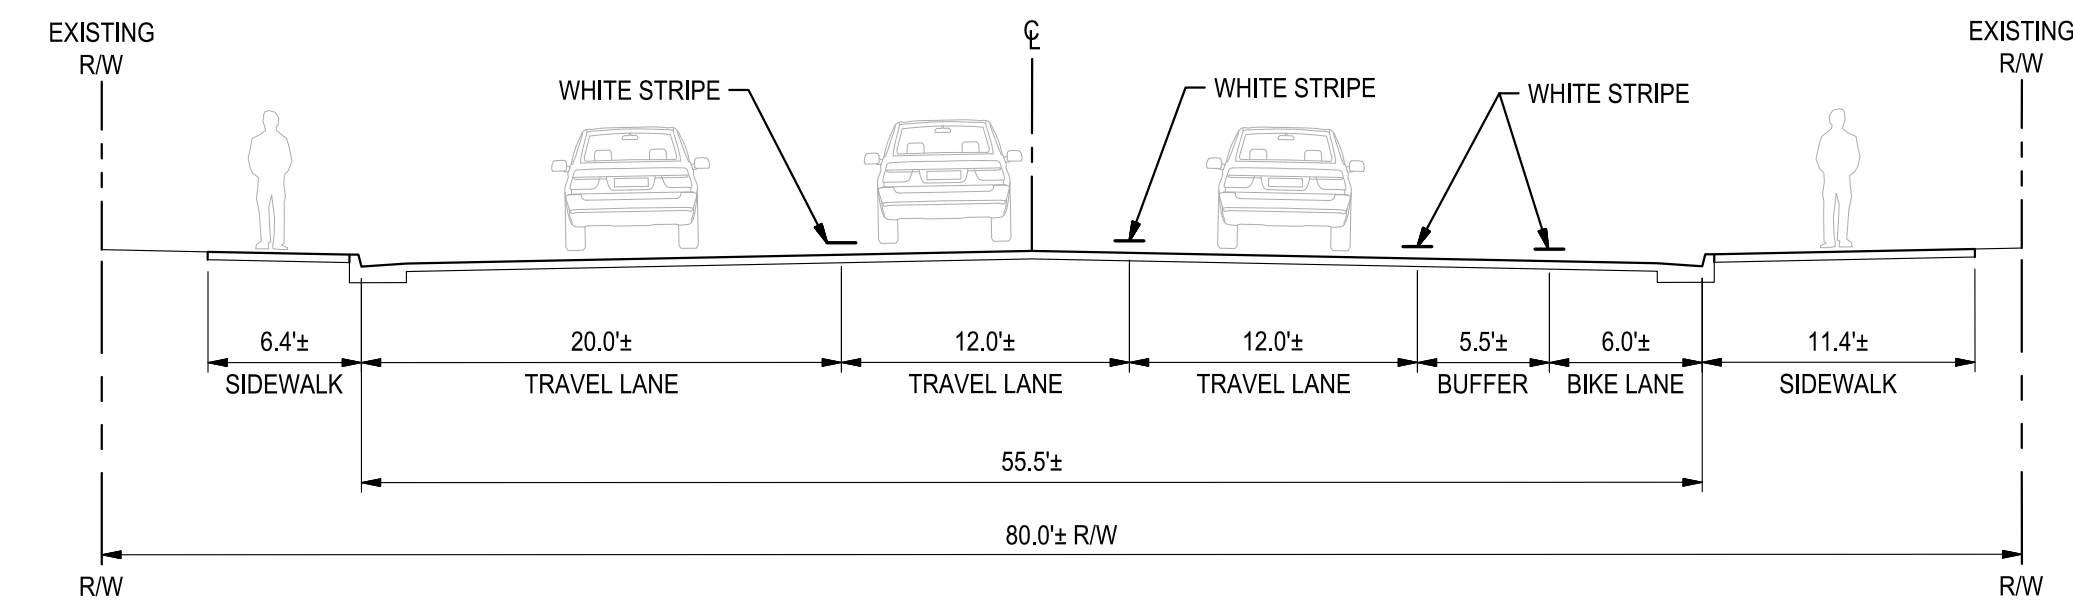 EXISTING
R/W
℄
EXISTING
R/W
WHITE STRIPE
WHITE STRIPE
WHITE STRIPE
6.4'±
20.0'±
12.0'±
12.0'±
5.5'±
6.0'±
11.4'±
SIDEWALK
TRAVEL LANE
TRAVEL LANE
TRAVEL LANE
BUFFER
BIKE LANE
SIDEWALK
55.5'±
80.0'± R/W
R/W
R/W